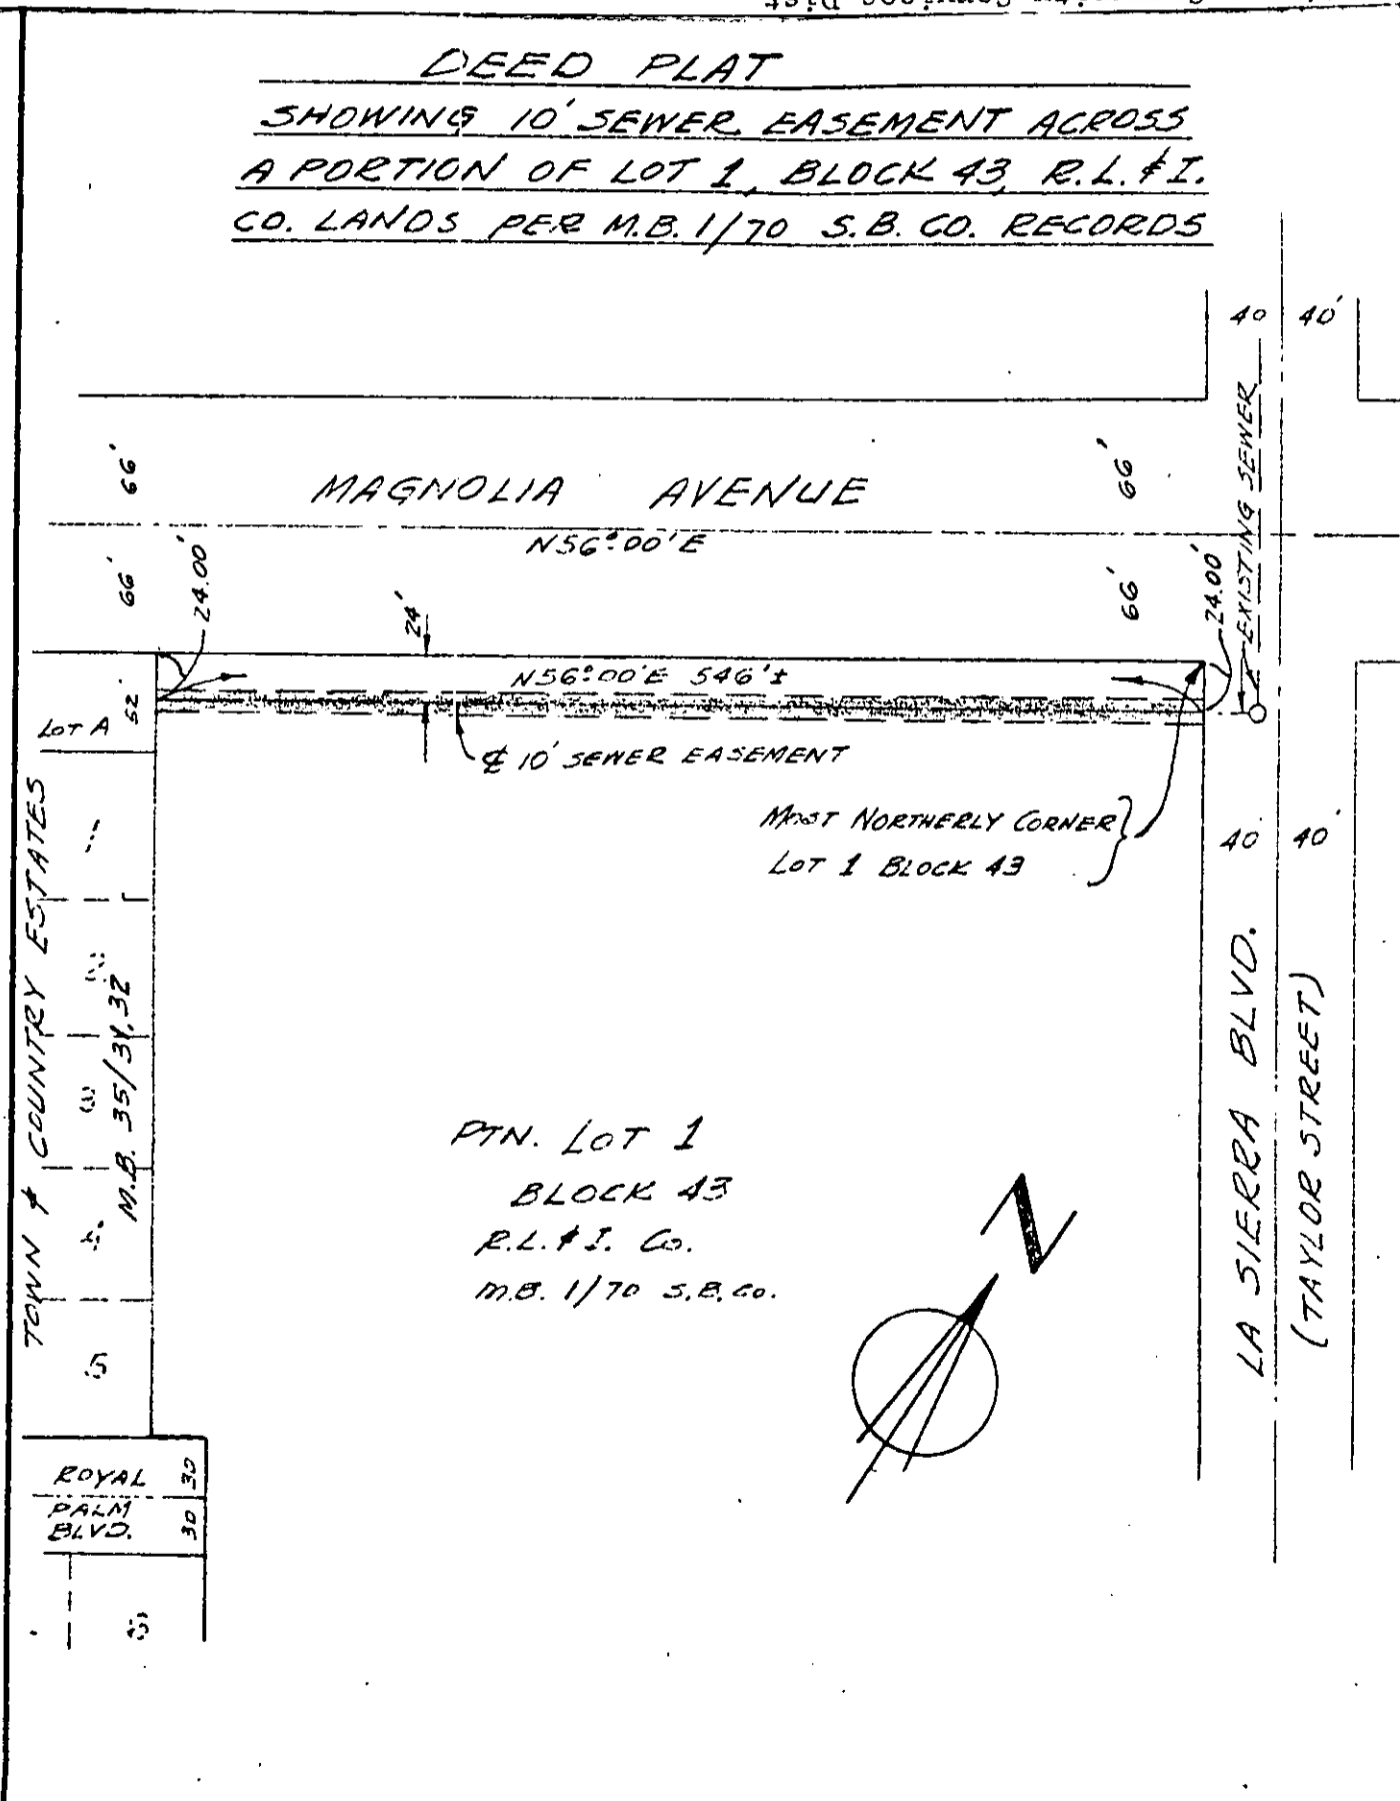 DEED PLAT
SHOWING 10' SEWER EASEMENT ACROSS
A PORTION OF LOT 1, BLOCK 43, R.L. & I.
CO. LANDS PER M.B. 1/70 S.B. CO. RECORDS
40 40'
EXISTING SEWER
66' 66'
MAGNOLIA AVENUE
N56°00'E
66' 66'
24.00' 24' 24.00'
N56°00'E 546'±
LOT A 52'
℄ 10' SEWER EASEMENT
MOST NORTHERLY CORNER
LOT 1 BLOCK 43
40 40'
TOWN & COUNTRY ESTATES
M.B. 35/31,32
1
2
3
4
5
PTN. LOT 1
BLOCK 43
R.L. & I. Co.
M.B. 1/70 S.B. Co.
N
LA SIERRA BLVD.
(TAYLOR STREET)
ROYAL 30
PALM 30
BLVD.